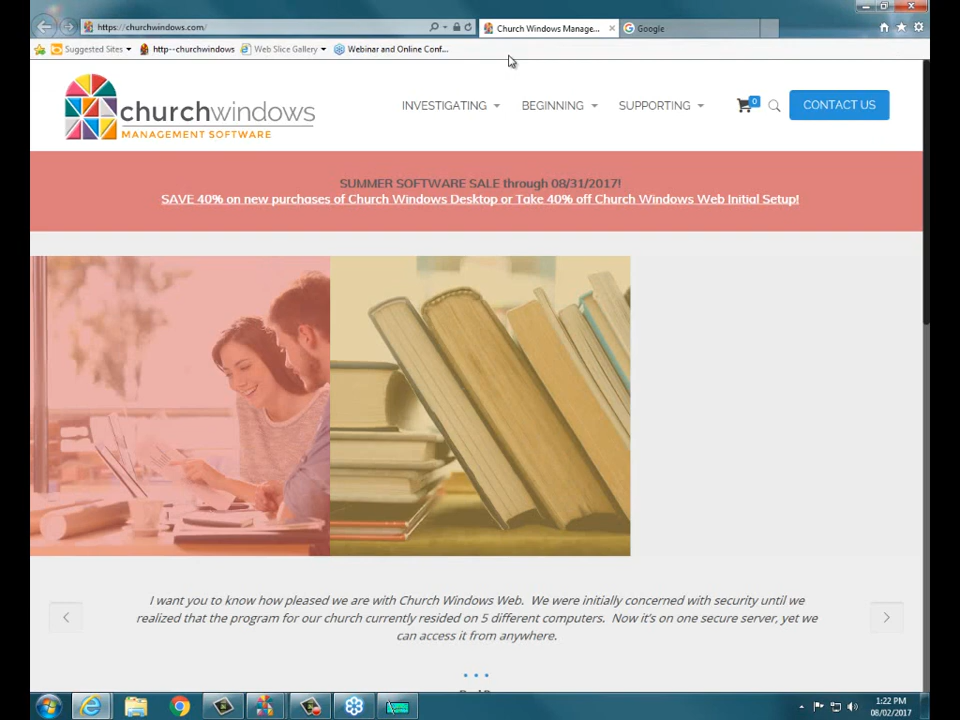 https://churchwindows.com/
Church Windows Manage...
Google
Suggested Sites
http--churchwindows
Web Slice Gallery
Webinar and Online Conf...
churchwindows
MANAGEMENT SOFTWARE
INVESTIGATING
BEGINNING
SUPPORTING
0
CONTACT US
SUMMER SOFTWARE SALE through 08/31/2017!
SAVE 40% on new purchases of Church Windows Desktop or Take 40% off Church Windows Web Initial Setup!
I want you to know how pleased we are with Church Windows Web. We were initially concerned with security until we
realized that the program for our church currently resided on 5 different computers. Now it's on one secure server, yet we
can access it from anywhere.
1:22 PM
08/02/2017